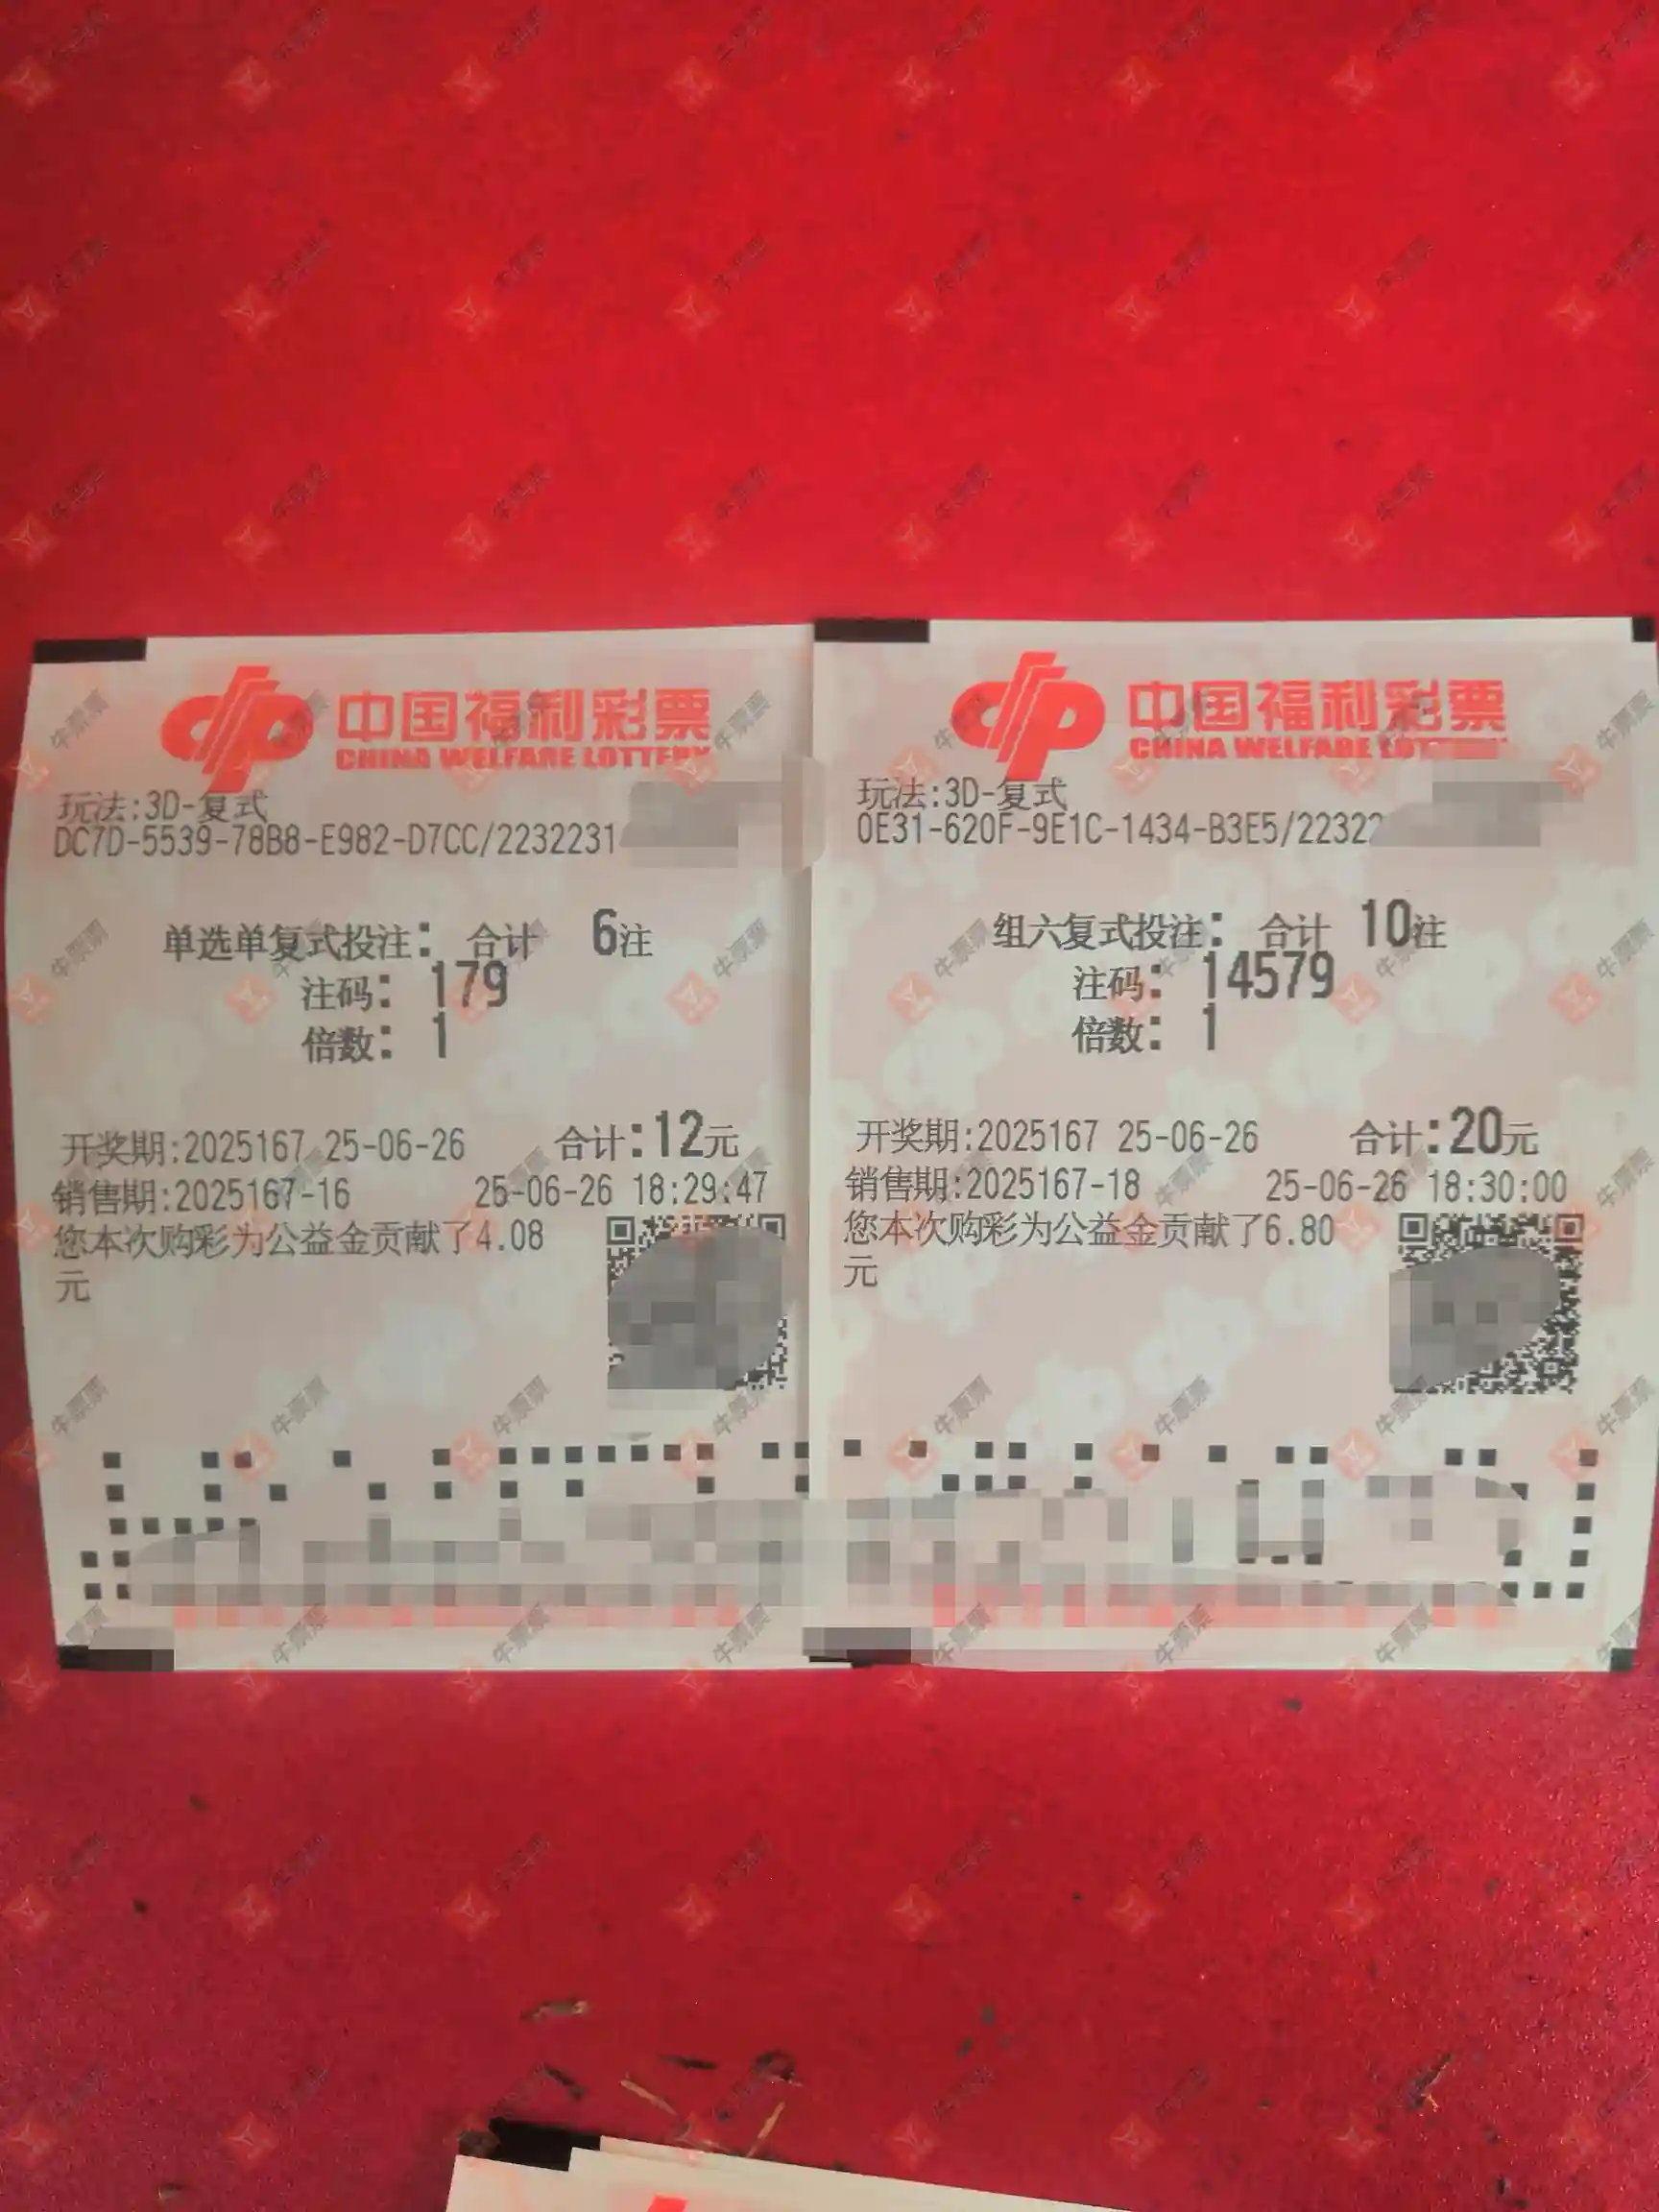 中国福利彩票
CHINA WELFARE LOTTERY
玩法:3D-复式
DC7D-5539-78B8-E982-D7CC/2232231
单选单复式投注: 合计 6注
注码: 179
倍数: 1
开奖期:2025167 25-06-26 合计:12元
销售期:2025167-16 25-06-26 18:29:47
您本次购彩为公益金贡献了4.08
元
中国福利彩票
CHINA WELFARE LOT
玩法:3D-复式
0E31-620F-9E1C-1434-B3E5/2232
组六复式投注: 合计 10注
注码: 14579
倍数: 1
开奖期:2025167 25-06-26 合计:20元
销售期:2025167-18 25-06-26 18:30:00
您本次购彩为公益金贡献了6.80
元
牛票票